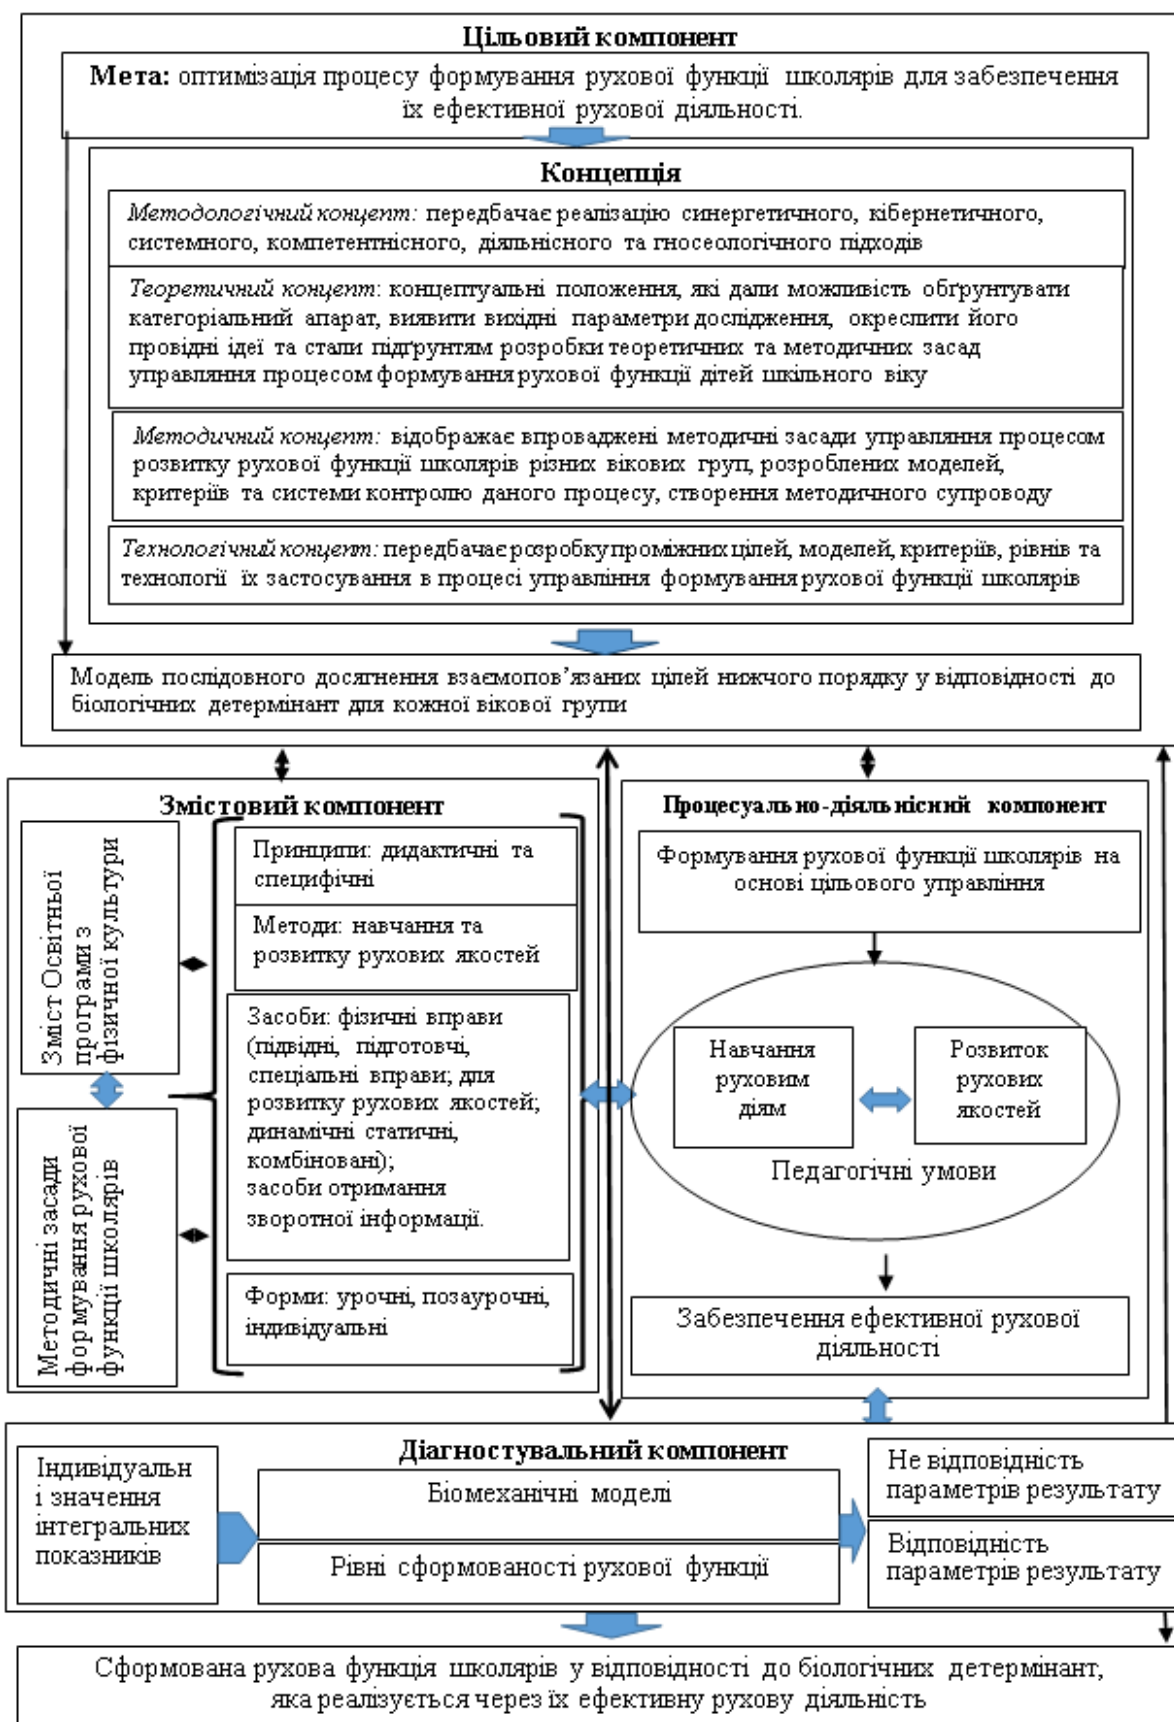 Цільовий компонент
Мета: оптимізація процесу формування рухової функції школярів для забезпечення
їх ефективної рухової діяльності.
Концепція
Методологічний концепт: передбачає реалізацію синергетичного, кібернетичного,
системного, компетентнісного, діяльнісного та гносеологічного підходів
Теоретичний концепт: концептуальні положення, які дали можливість обґрунтувати
категоріальний апарат, виявити вихідні параметри дослідження, окреслити його
провідні ідеї та стали підґрунтям розробки теоретичних та методичних засад
управління процесом формування рухової функції дітей шкільного віку
Методичний концепт: відображає впроваджені методичні засади управління процесом
розвитку рухової функції школярів різних вікових груп, розроблених моделей,
критеріїв та системи контролю даного процесу, створення методичного супроводу
Технологічний концепт: передбачає розробку проміжних цілей, моделей, критеріїв, рівнів та
технології їх застосування в процесі управління формування рухової функції школярів
Модель послідовного досягнення взаємопов’язаних цілей нижчого порядку у відповідності до
біологічних детермінант для кожної вікової групи
Змістовий компонент
Зміст Освітньої
програми з
фізичної культури
Методичні засади
формування рухової
функції школярів
Принципи: дидактичні та
специфічні
Методи: навчання та
розвитку рухових якостей
Засоби: фізичні вправи
(підвідні, підготовчі,
спеціальні вправи; для
розвитку рухових якостей;
динамічні статичні,
комбіновані);
засоби отримання
зворотної інформації.
Форми: урочні, позаурочні,
індивідуальні
Процесуально-діяльнісний компонент
Формування рухової функції школярів на
основі цільового управління
Навчання
руховим
діям
Розвиток
рухових
якостей
Педагогічні умови
Забезпечення ефективної рухової
діяльності
Діагностувальний компонент
Індивідуальн
і значення
інтегральних
показників
Біомеханічні моделі
Рівні сформованості рухової функції
Не відповідність
параметрів результату
Відповідність
параметрів результату
Сформована рухова функція школярів у відповідності до біологічних детермінант,
яка реалізується через їх ефективну рухову діяльність